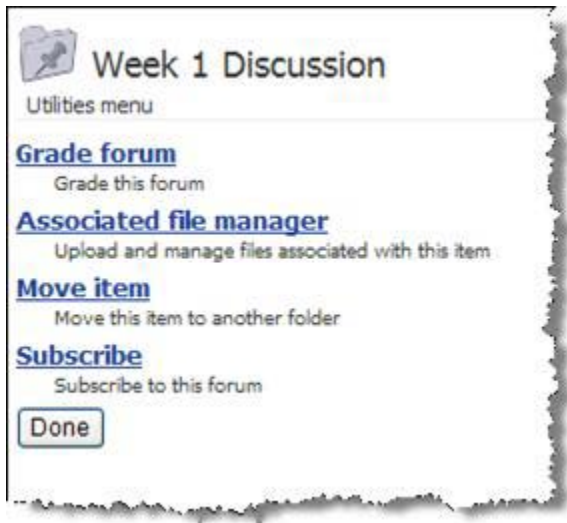 Week 1 Discussion
Utilities menu
Grade forum
Grade this forum
Associated file manager
Upload and manage files associated with this item
Move item
Move this item to another folder
Subscribe
Subscribe to this forum
Done